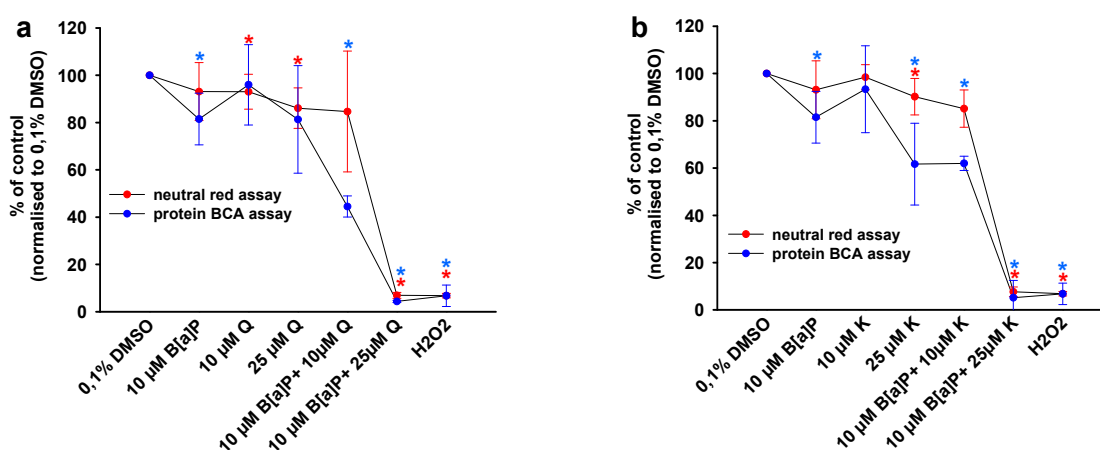 a
120
100
80
60
40
20
0
% of control
(normalised to 0,1% DMSO)
* * * *
neutral red assay
protein BCA assay
* *
* *
0,1% DMSO
10 µM B[a]P
10 µM Q
25 µM Q
10 µM B[a]P+ 10µM Q
10 µM B[a]P+ 25µM Q
H2O2
b
120
100
80
60
40
20
0
% of control
(normalised to 0,1% DMSO)
* * *
*
neutral red assay
protein BCA assay
* *
* *
0,1% DMSO
10 µM B[a]P
10 µM K
25 µM K
10 µM B[a]P+ 10µM K
10 µM B[a]P+ 25µM K
H2O2